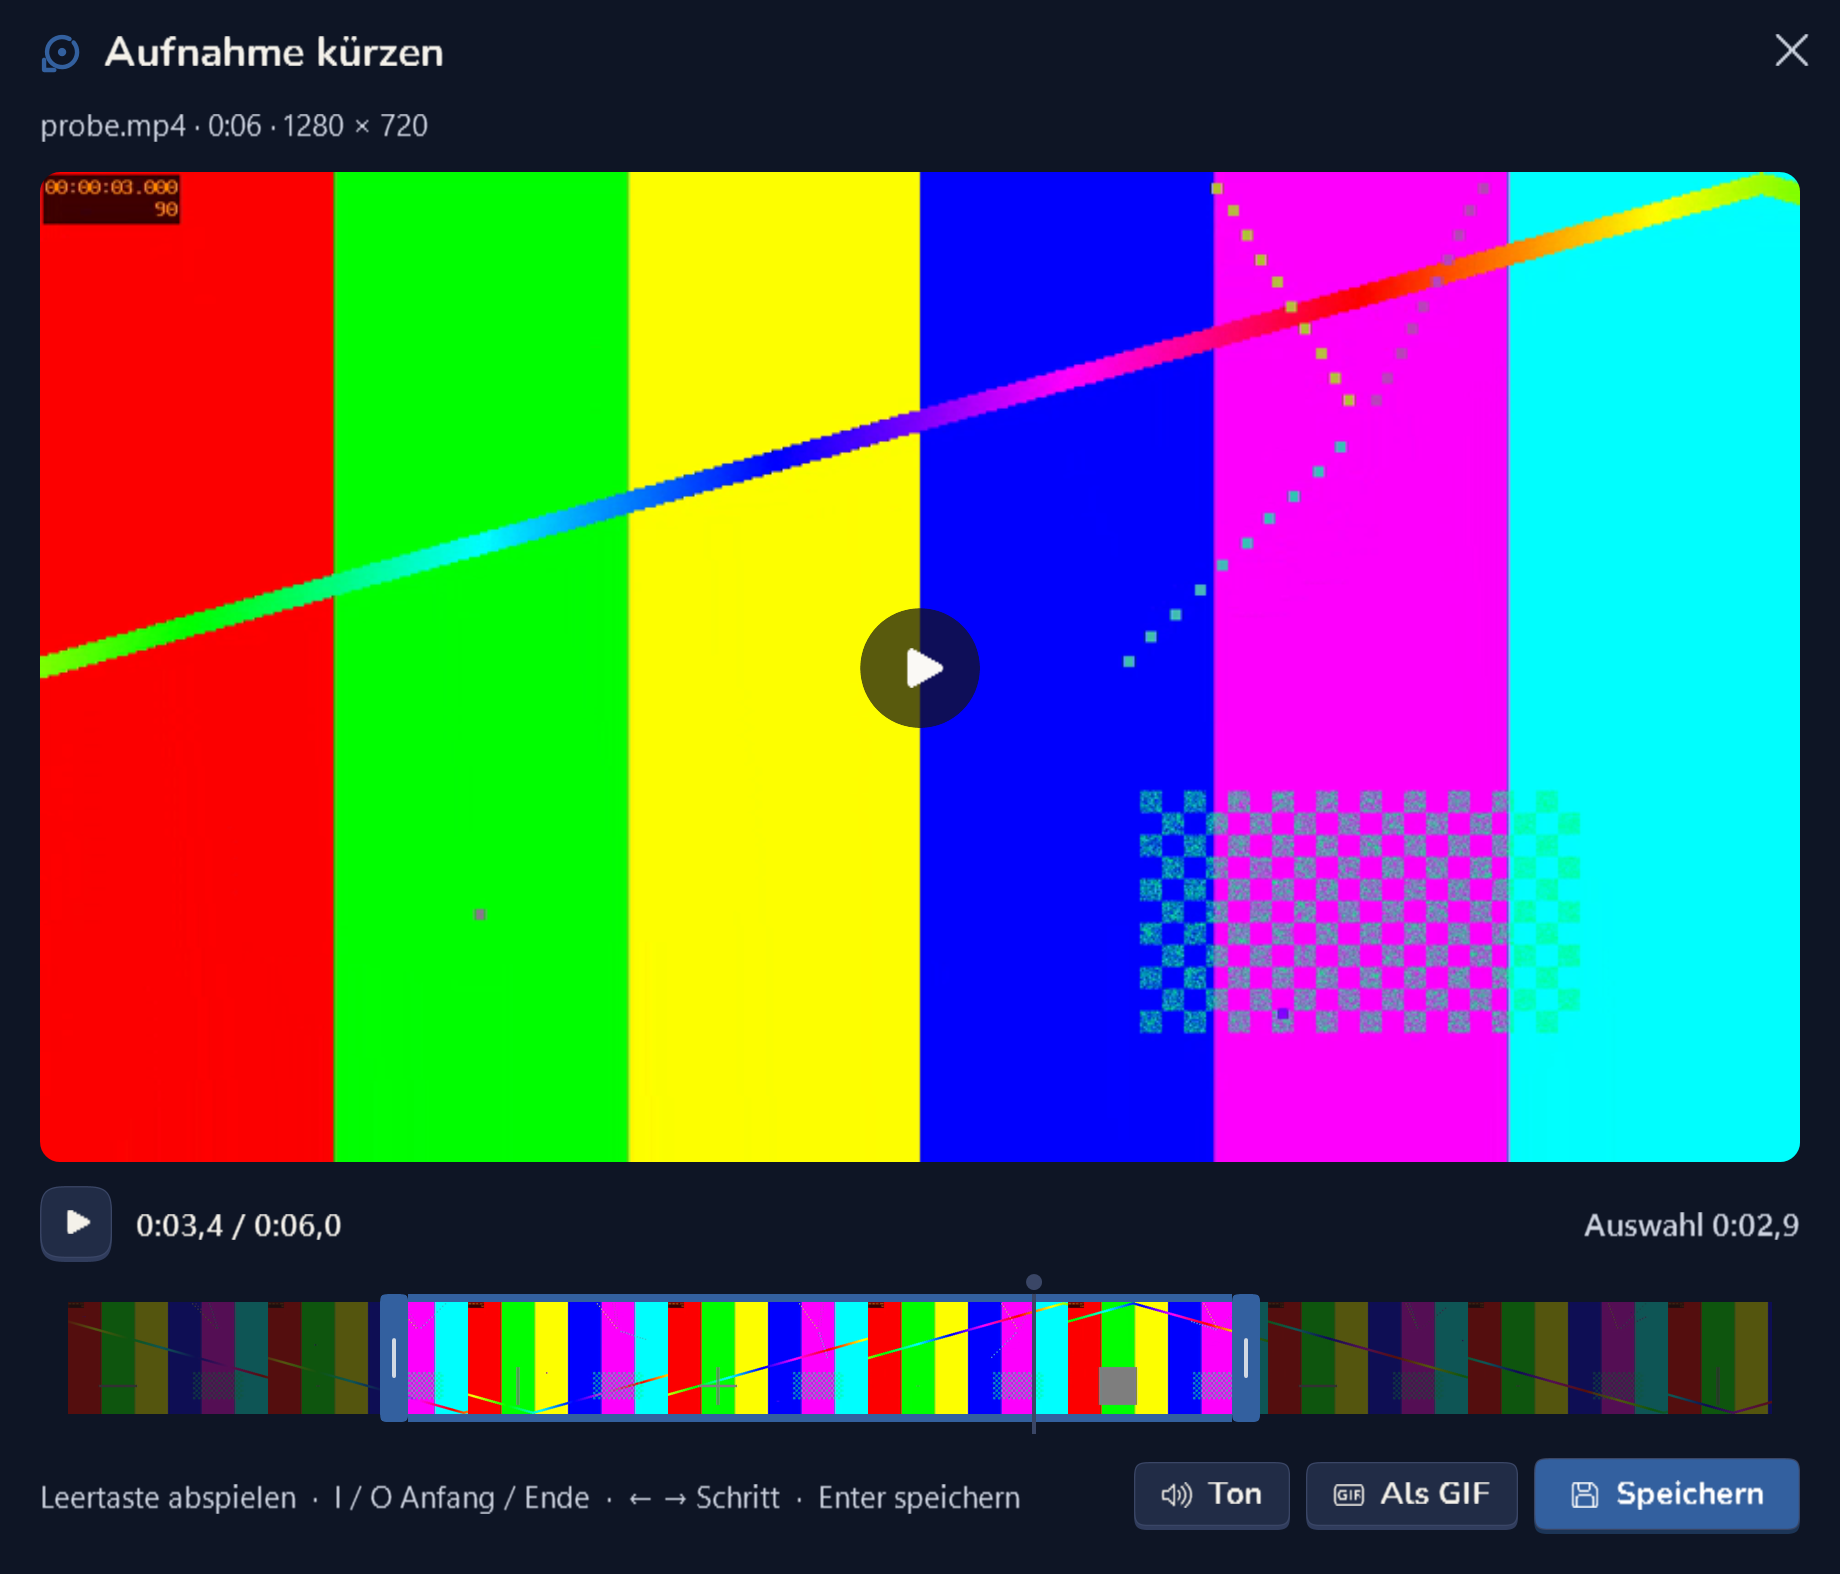 Aufnahme kürzen
probe.mp4 · 0:06 · 1280 × 720
00:00:03.000
90
0:03,4 / 0:06,0
Auswahl 0:02,9
Leertaste abspielen · I / O Anfang / Ende · ← → Schritt · Enter speichern
Ton
GIF Als GIF
Speichern